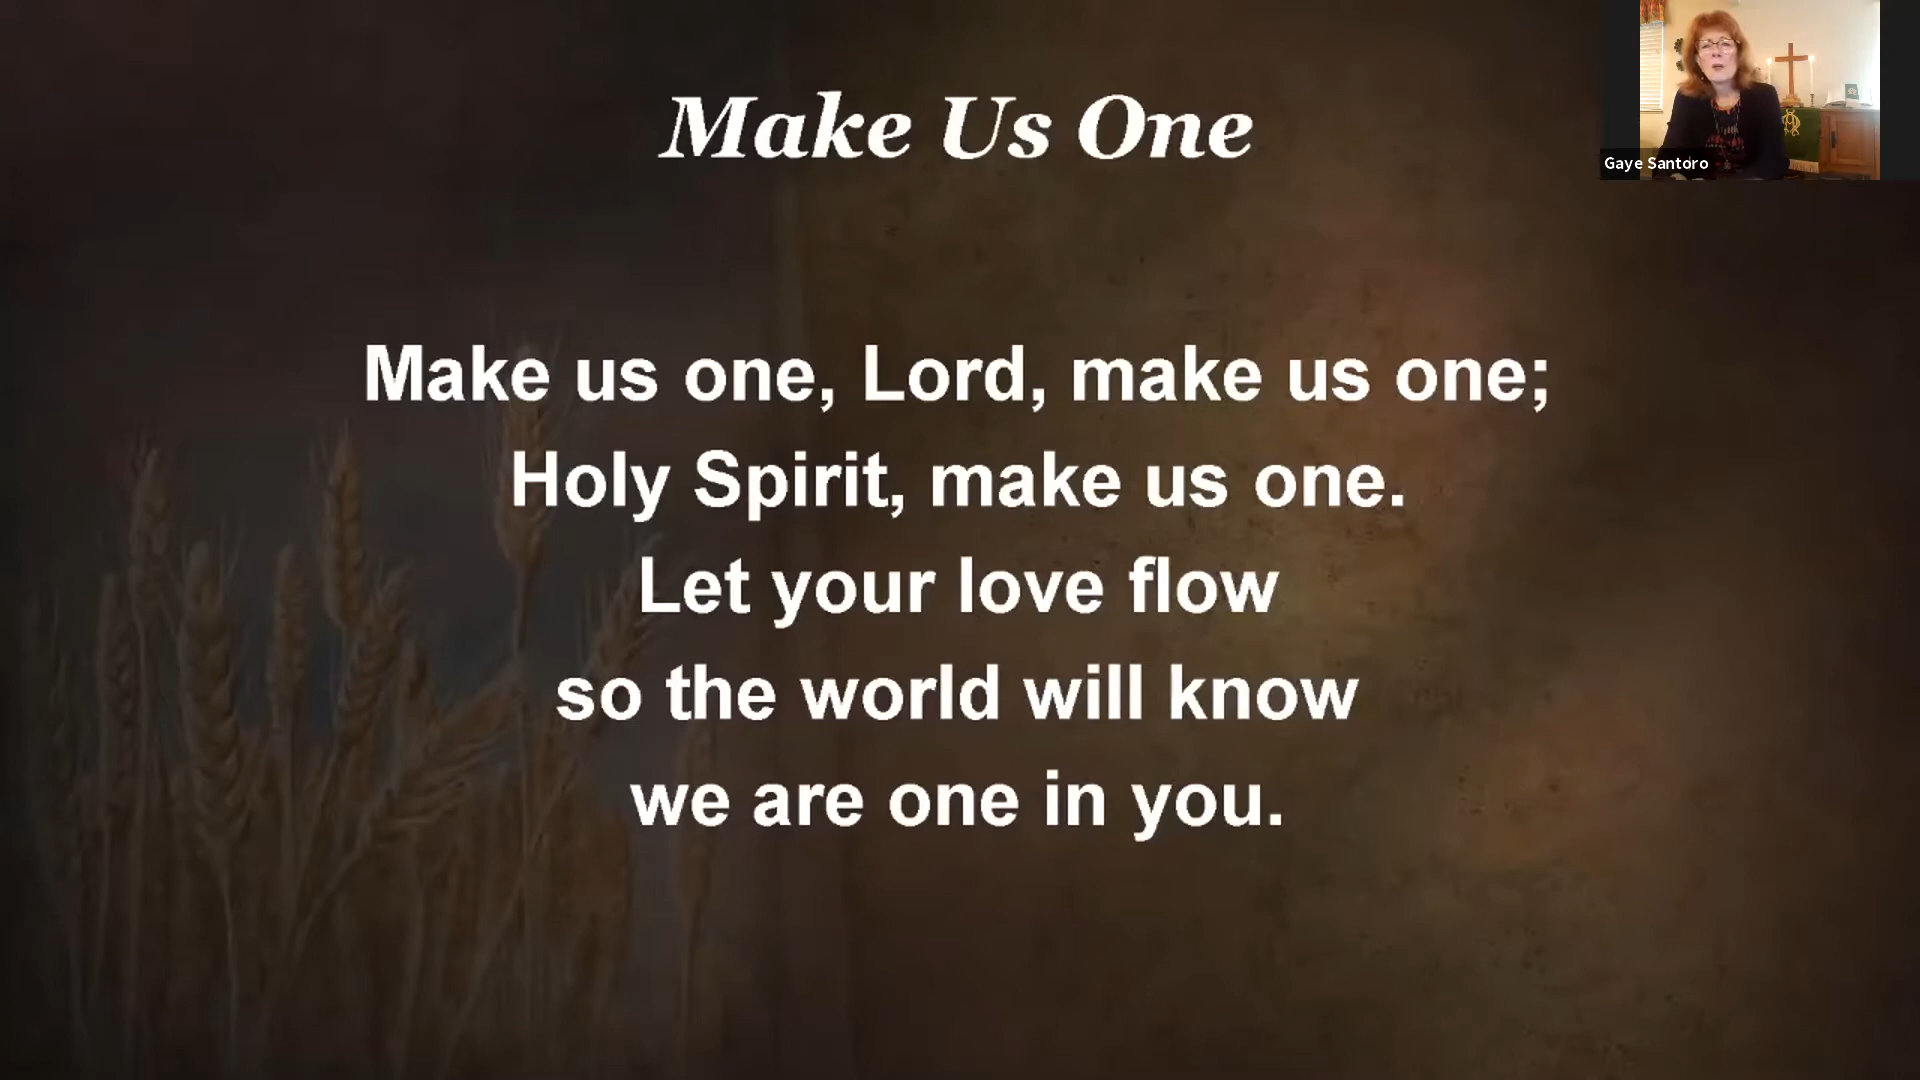 Make Us One
Gaye Santoro
Make us one, Lord, make us one;
Holy Spirit, make us one.
Let your love flow
so the world will know
we are one in you.